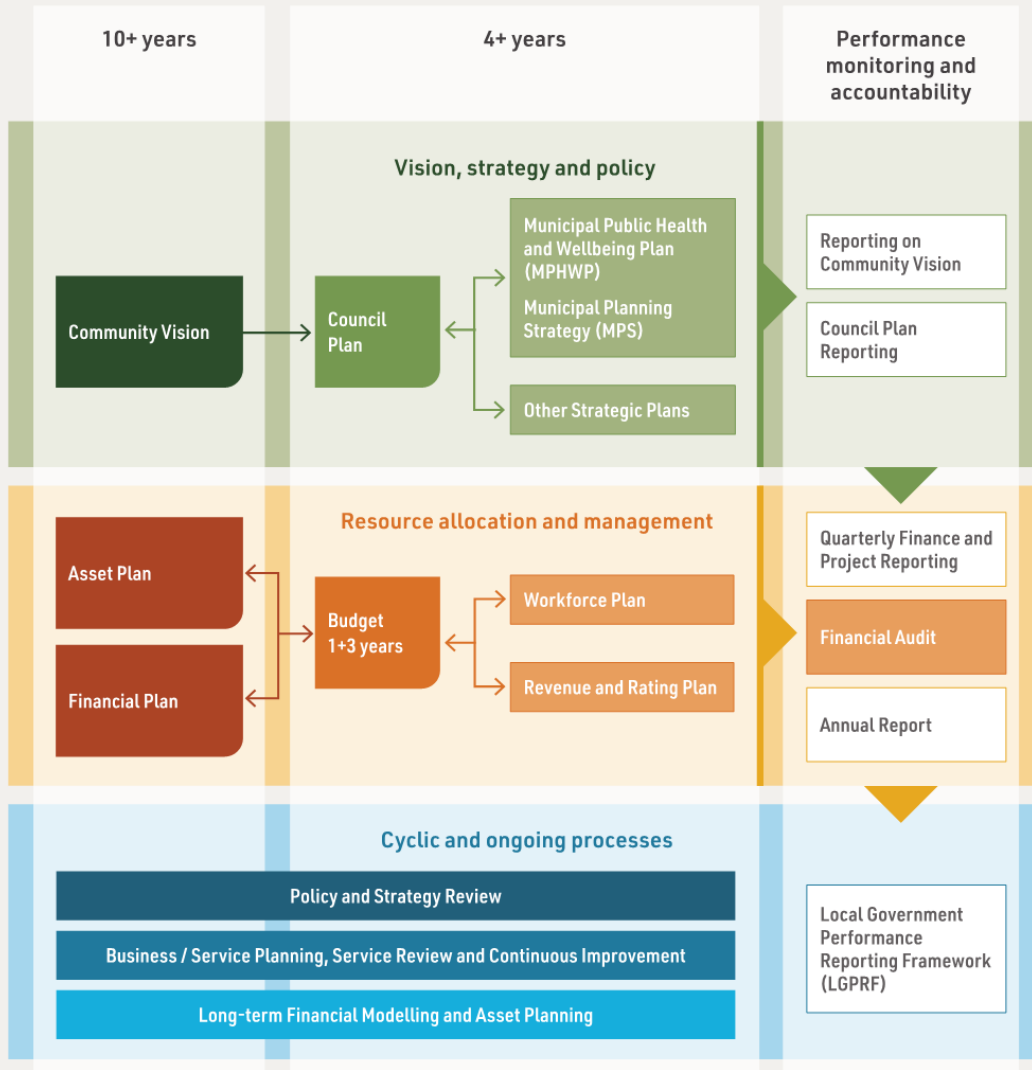 10+ years
4+ years
Performance
monitoring and
accountability
Vision, strategy and policy
Community Vision
Council
Plan
Municipal Public Health
and Wellbeing Plan
(MPHWP)
Municipal Planning
Strategy (MPS)
Other Strategic Plans
Reporting on
Community Vision
Council Plan
Reporting
Resource allocation and management
Asset Plan
Financial Plan
Budget
1+3 years
Workforce Plan
Revenue and Rating Plan
Quarterly Finance and
Project Reporting
Financial Audit
Annual Report
Cyclic and ongoing processes
Policy and Strategy Review
Business / Service Planning, Service Review and Continuous Improvement
Long-term Financial Modelling and Asset Planning
Local Government
Performance
Reporting Framework
(LGPRF)